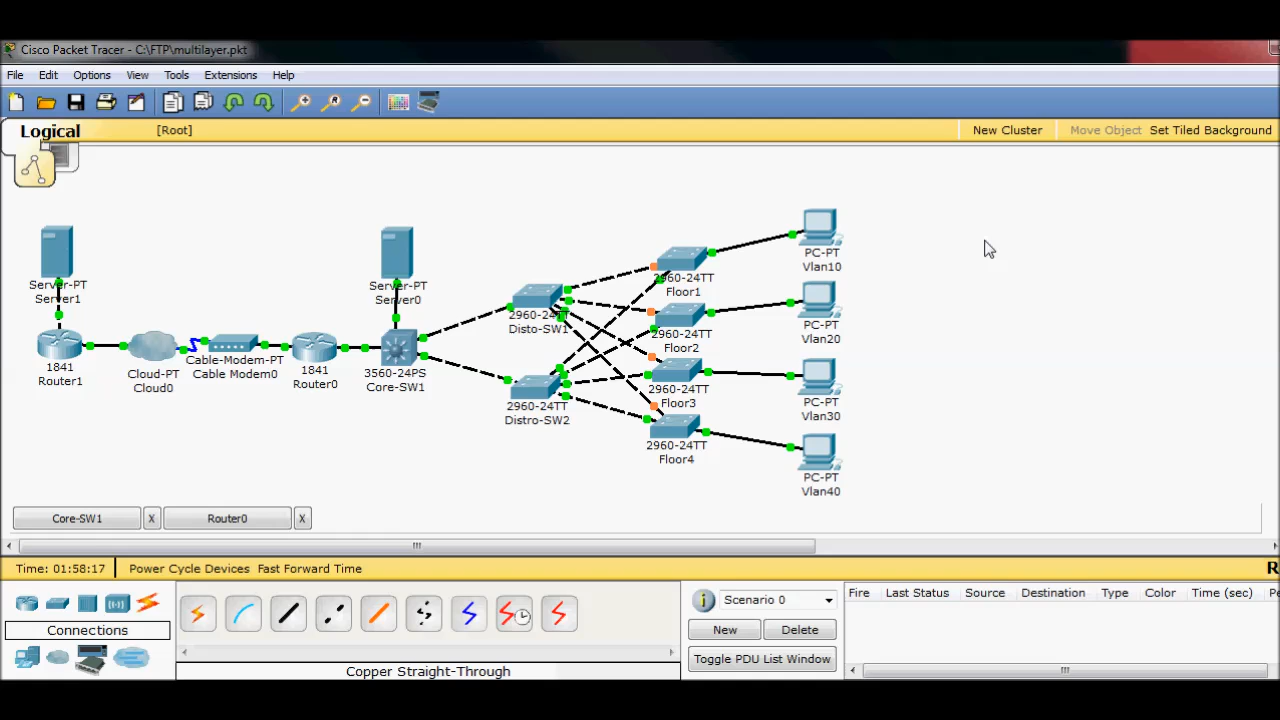 Cisco Packet Tracer - C:\FTP\multilayer.pkt
File Edit Options View Tools Extensions Help
Logical [Root] New Cluster Move Object Set Tiled Background
Server-PT
Server1
1841
Router1
Cloud-PT
Cloud0
Cable-Modem-PT
Cable Modem0
1841
Router0
Server-PT
Server0
3560-24PS
Core-SW1
2960-24TT
Disto-SW1
2960-24TT
Distro-SW2
2960-24TT
Floor1
2960-24TT
Floor2
2960-24TT
Floor3
2960-24TT
Floor4
PC-PT
Vlan10
PC-PT
Vlan20
PC-PT
Vlan30
PC-PT
Vlan40
Core-SW1 X Router0 X
Time: 01:58:17 Power Cycle Devices Fast Forward Time R
Connections
Copper Straight-Through
Scenario 0
New Delete
Toggle PDU List Window
Fire Last Status Source Destination Type Color Time (sec) Pe